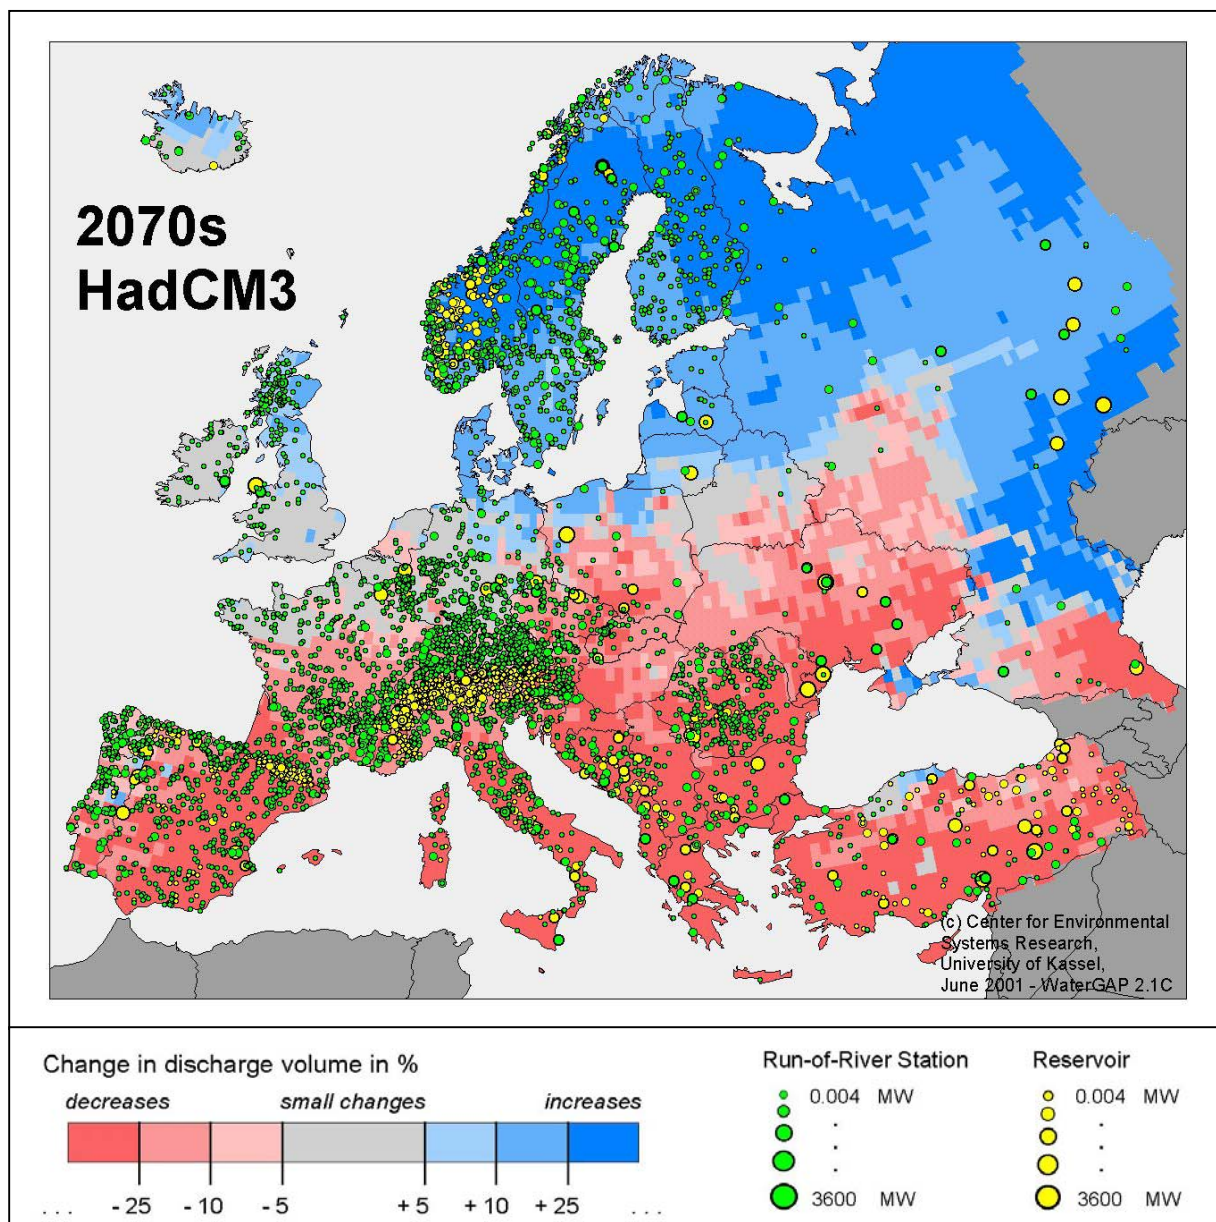 2070s
HadCM3
(c) Center for Environmental
Systems Research,
University of Kassel,
June 2001 - WaterGAP 2.1C
Change in discharge volume in %
decreases small changes increases
. . . - 25 - 10 - 5 + 5 + 10 + 25 . . .
Run-of-River Station
0.004 MW
.
.
3600 MW
Reservoir
0.004 MW
.
.
3600 MW